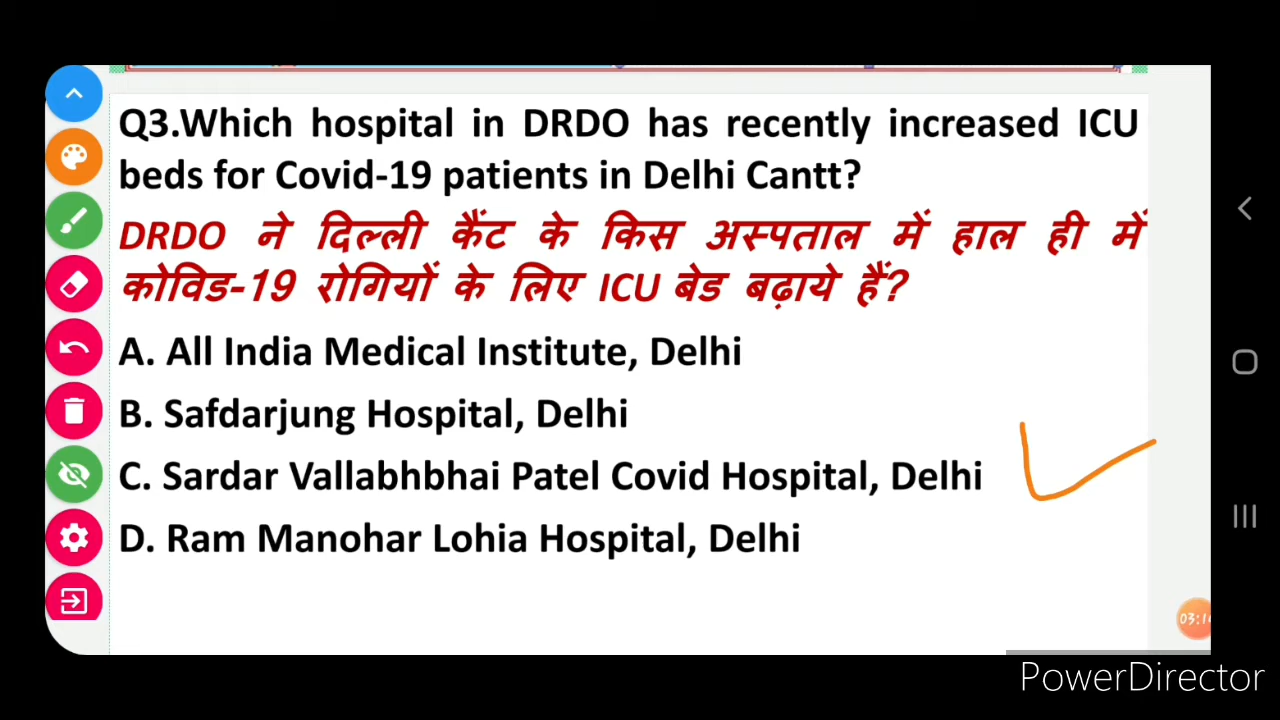 Q3.Which hospital in DRDO has recently increased ICU
beds for Covid-19 patients in Delhi Cantt?
DRDO ने दिल्ली कैंट के किस अस्पताल में हाल ही में
कोविड-19 रोगियों के लिए ICU बेड बढ़ाये हैं?
A. All India Medical Institute, Delhi
B. Safdarjung Hospital, Delhi
C. Sardar Vallabhbhai Patel Covid Hospital, Delhi
D. Ram Manohar Lohia Hospital, Delhi
PowerDirector